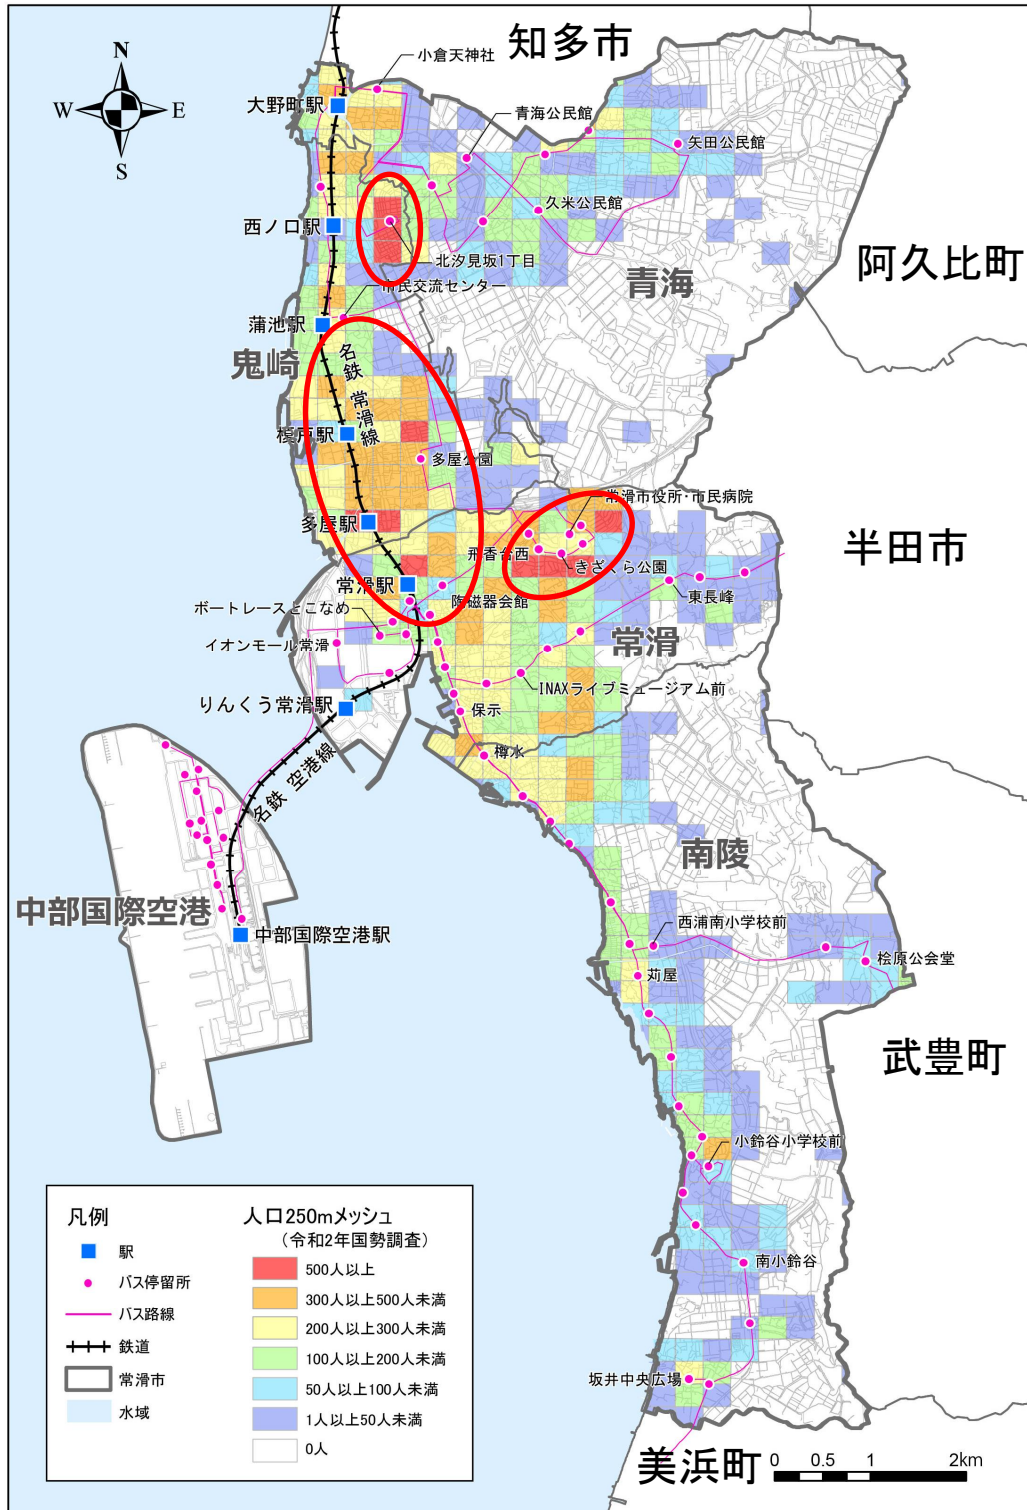 知多市
N
W
E
S
小倉天神社
大野町駅
青海公民館
矢田公民館
久米公民館
西ノ口駅
北汐見坂1丁目
阿久比町
青海
市民交流センター
蒲池駅
鬼崎
名鉄 常滑線
榎戸駅
多屋公園
常滑市役所・市民病院
多屋駅
半田市
飛香台西
きざくら公園
常滑駅
陶磁器会館
東長峰
ボートレースとこなめ
常滑
イオンモール常滑
INAXライブミュージアム前
りんくう常滑駅
保示
樽水
名鉄 空港線
南陵
中部国際空港
西浦南小学校前
中部国際空港駅
桧原公会堂
苅屋
武豊町
小鈴谷小学校前
南小鈴谷
坂井中央広場
美浜町
0 0.5 1 2km
凡例
駅
バス停留所
バス路線
鉄道
常滑市
水域
人口250mメッシュ
（令和2年国勢調査）
500人以上
300人以上500人未満
200人以上300人未満
100人以上200人未満
50人以上100人未満
1人以上50人未満
0人